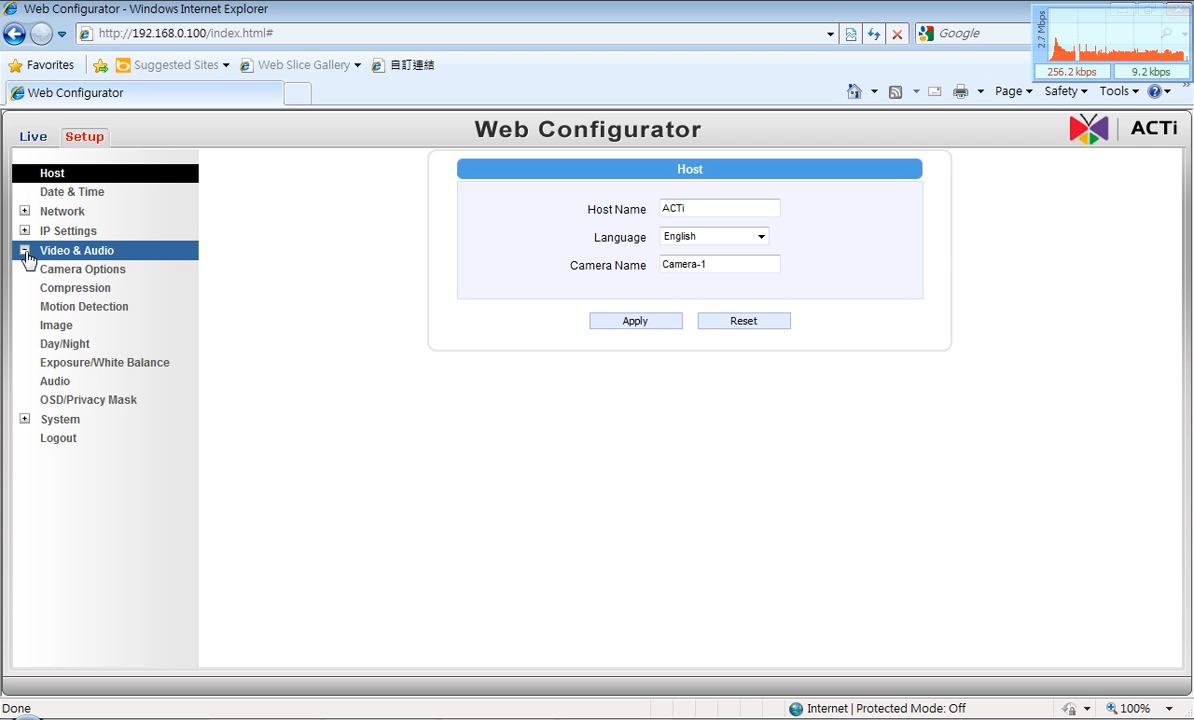 Web Configurator - Windows Internet Explorer
http://192.168.0.100/index.html#
Google
2.7 Mbps
256.2 kbps
9.2 kbps
Favorites
Suggested Sites
Web Slice Gallery
自訂連結
Web Configurator
Page
Safety
Tools
Live
Setup
Web Configurator
ACTi
Host
Date & Time
Network
IP Settings
Video & Audio
Camera Options
Compression
Motion Detection
Image
Day/Night
Exposure/White Balance
Audio
OSD/Privacy Mask
System
Logout
Host
Host Name ACTi
Language English
Camera Name Camera-1
Apply
Reset
Done
Internet | Protected Mode: Off
100%